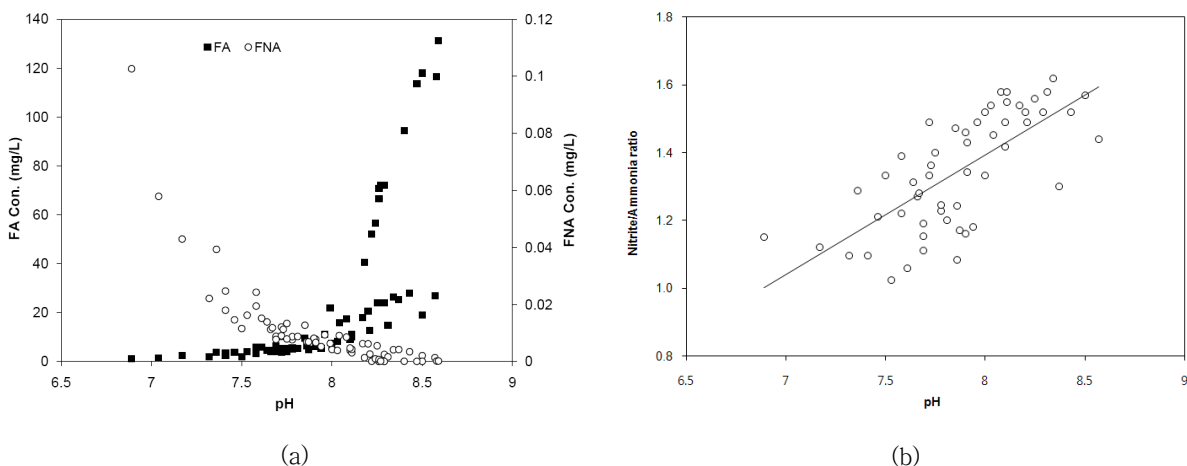 140
120
100
80
60
40
20
0
FA Con. (mg/L)
FA FNA
0.12
0.1
0.08
0.06
0.04
0.02
0
FNA Con. (mg/L)
6.5 7 7.5 8 8.5 9
pH
(a)
1.8
1.6
1.4
1.2
1.0
0.8
Nitrite/Ammonia ratio
6.5 7 7.5 8 8.5 9
pH
(b)